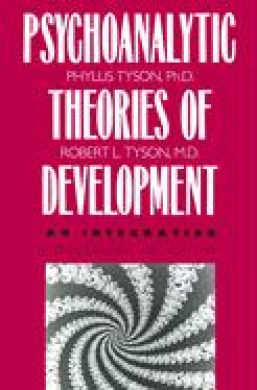 PSYCHOANALYTIC
PHYLLIS TYSON, Ph.D.
THEORIES OF
ROBERT L. TYSON, M.D.
DEVELOPMENT
AN INTEGRATION